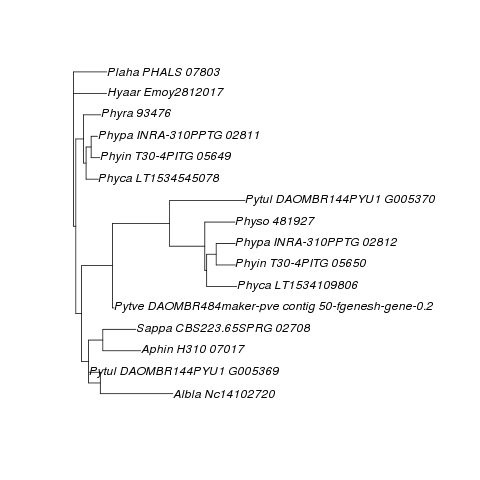 Plaha PHALS 07803
Hyaar Emoy2812017
Phyra 93476
Phypa INRA-310PPTG 02811
Phyin T30-4PITG 05649
Phyca LT1534545078
Pytul DAOMBR144PYU1 G005370
Physo 481927
Phypa INRA-310PPTG 02812
Phyin T30-4PITG 05650
Phyca LT1534109806
Pytve DAOMBR484maker-pve contig 50-fgenesh-gene-0.2
Sappa CBS223.65SPRG 02708
Aphin H310 07017
Pytul DAOMBR144PYU1 G005369
Albla Nc14102720